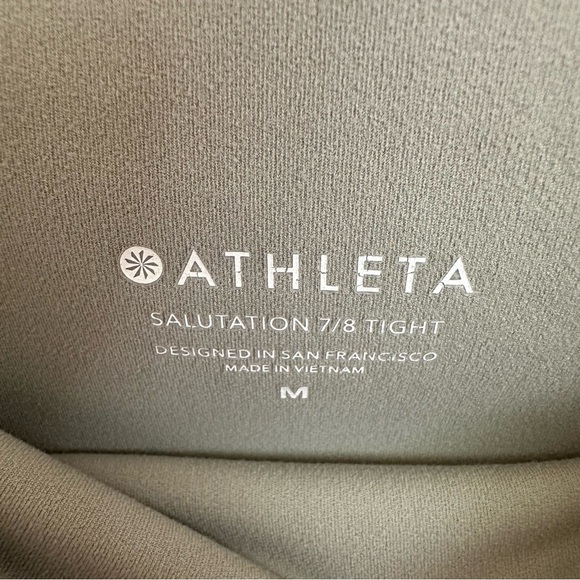 ATHLETA
SALUTATION 7/8 TIGHT
DESIGNED IN SAN FRANCISCO
MADE IN VIETNAM
M